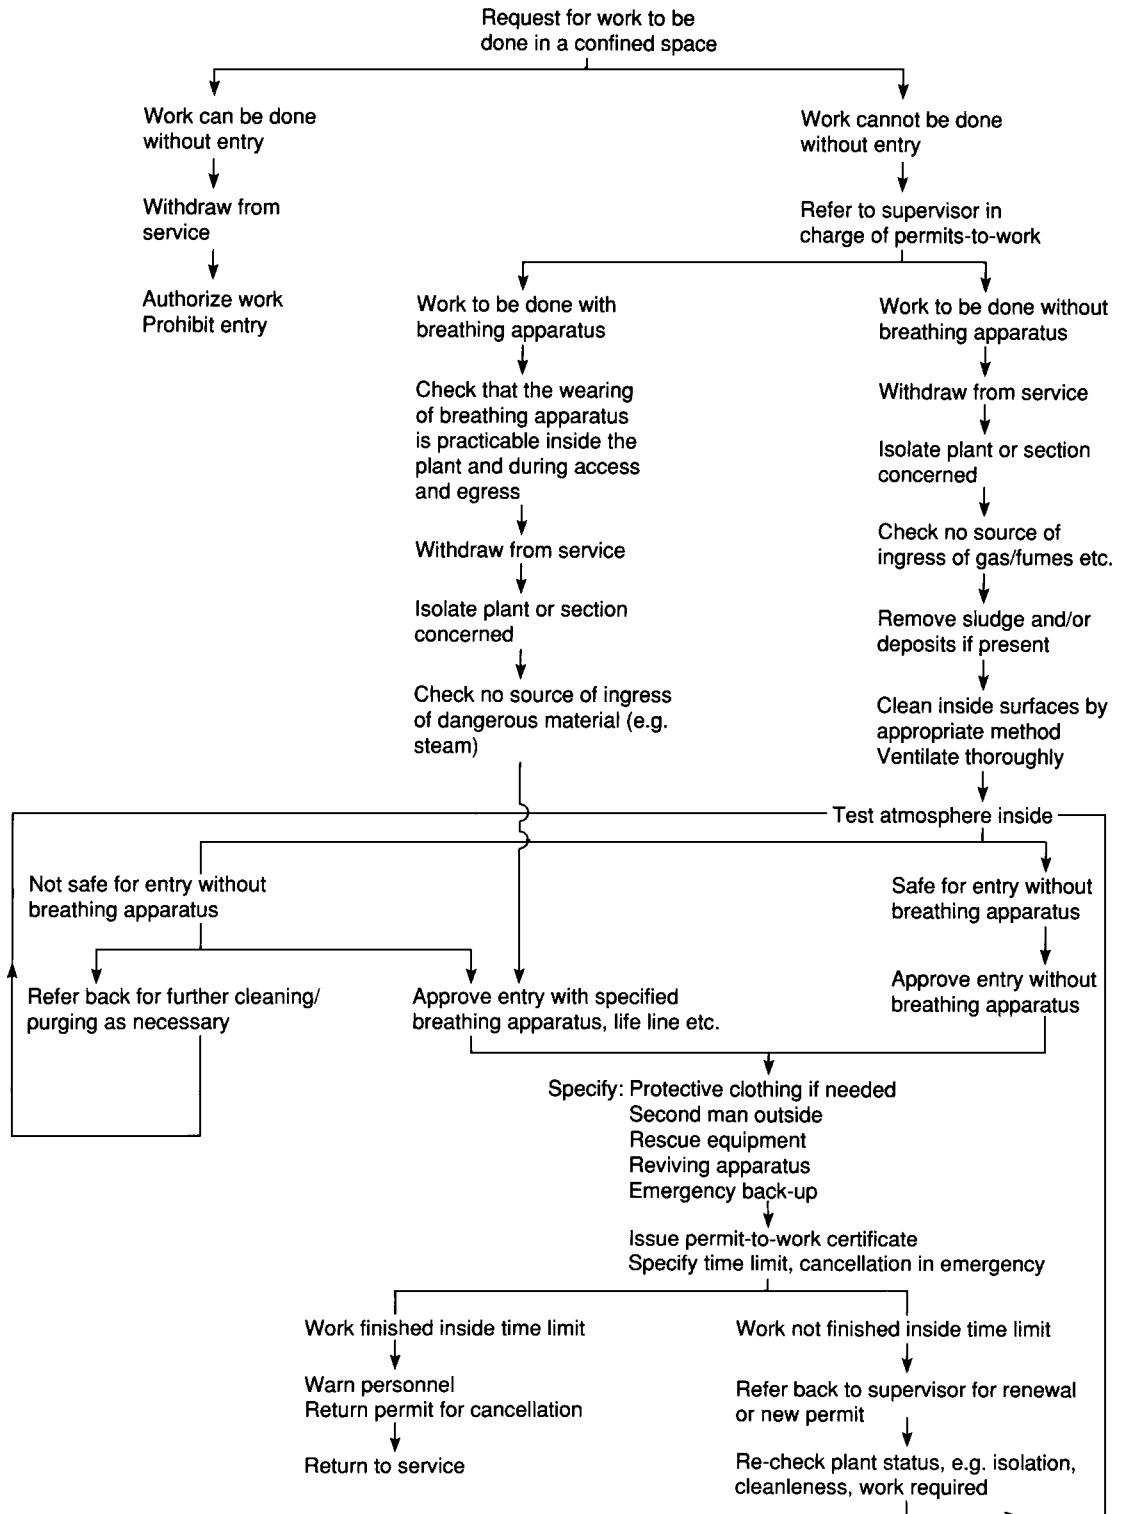 Request for work to be
done in a confined space
Work can be done
without entry
Work cannot be done
without entry
Withdraw from
service
Refer to supervisor in
charge of permits-to-work
Authorize work
Prohibit entry
Work to be done with
breathing apparatus
Work to be done without
breathing apparatus
Check that the wearing
of breathing apparatus
is practicable inside the
plant and during access
and egress
Withdraw from service
Isolate plant or section
concerned
Check no source of ingress
of dangerous material (e.g.
steam)
Withdraw from service
Isolate plant or section
concerned
Check no source of
ingress of gas/fumes etc.
Remove sludge and/or
deposits if present
Clean inside surfaces by
appropriate method
Ventilate thoroughly
Test atmosphere inside
Not safe for entry without
breathing apparatus
Safe for entry without
breathing apparatus
Refer back for further cleaning/
purging as necessary
Approve entry with specified
breathing apparatus, life line etc.
Approve entry without
breathing apparatus
Specify: Protective clothing if needed
Second man outside
Rescue equipment
Reviving apparatus
Emergency back-up
Issue permit-to-work certificate
Specify time limit, cancellation in emergency
Work finished inside time limit
Warn personnel
Return permit for cancellation
Return to service
Work not finished inside time limit
Refer back to supervisor for renewal
or new permit
Re-check plant status, e.g. isolation,
cleanleness, work required